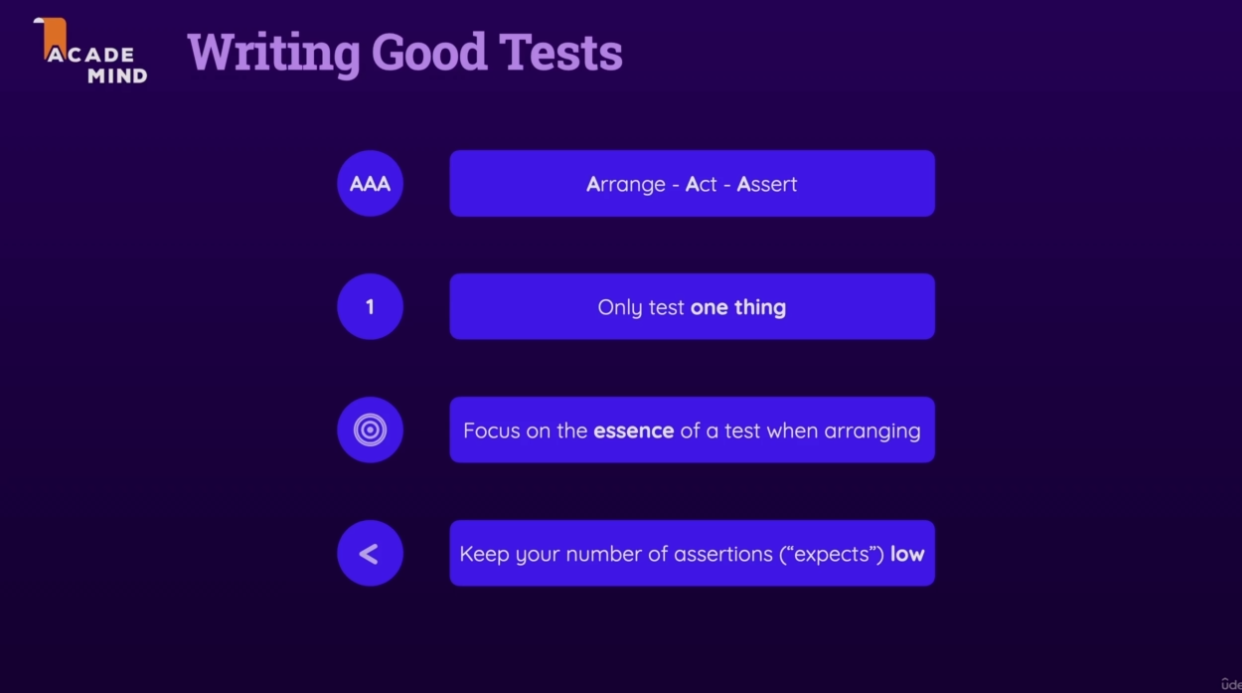 ACADE
MIND
Writing Good Tests
AAA
Arrange - Act - Assert
1
Only test one thing
Focus on the essence of a test when arranging
<
Keep your number of assertions (“expects”) low